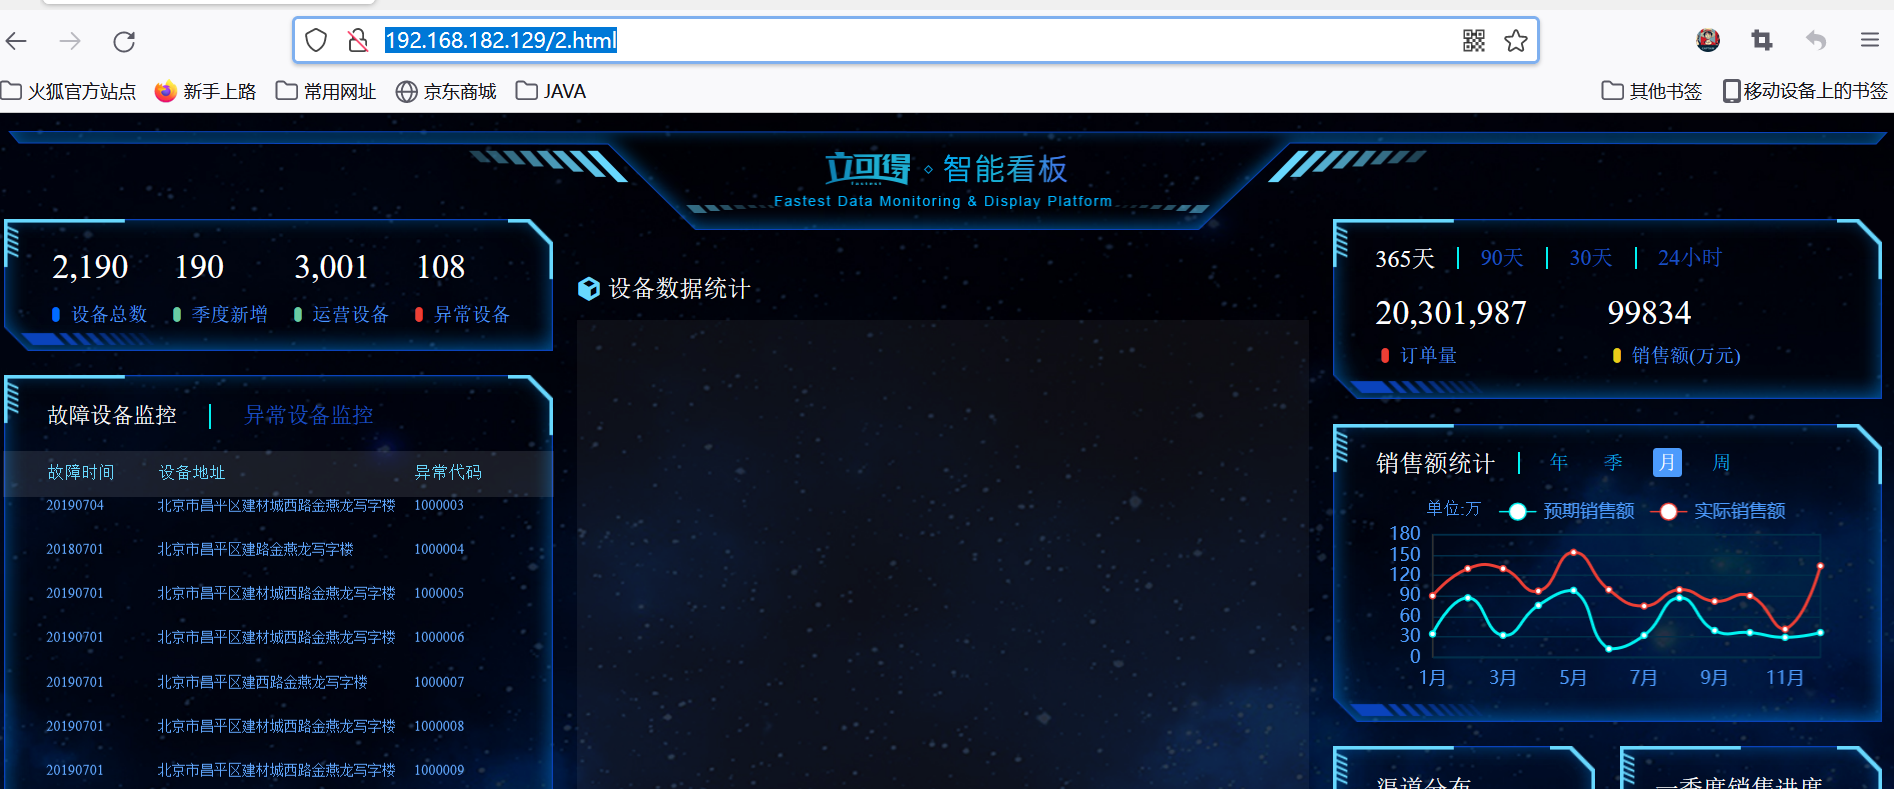 192.168.182.129/2.html
火狐官方站点 新手上路 常用网址 京东商城 JAVA 其他书签 移动设备上的书签
立可得 智能看板
Fastest
Fastest Data Monitoring & Display Platform
2,190 190 3,001 108
设备总数 季度新增 运营设备 异常设备
故障设备监控 异常设备监控
故障时间 设备地址 异常代码
20190704 北京市昌平区建材城西路金燕龙写字楼 1000003
20180701 北京市昌平区建路金燕龙写字楼 1000004
20190701 北京市昌平区建材城西路金燕龙写字楼 1000005
20190701 北京市昌平区建材城西路金燕龙写字楼 1000006
20190701 北京市昌平区建西路金燕龙写字楼 1000007
20190701 北京市昌平区建材城西路金燕龙写字楼 1000008
20190701 北京市昌平区建材城西路金燕龙写字楼 1000009
设备数据统计
365天 90天 30天 24小时
20,301,987 99834
订单量 销售额(万元)
销售额统计 年 季 月 周
单位:万 预期销售额 实际销售额
180
150
120
90
60
30
0
1月 3月 5月 7月 9月 11月
渠道分布 一季度销售进度